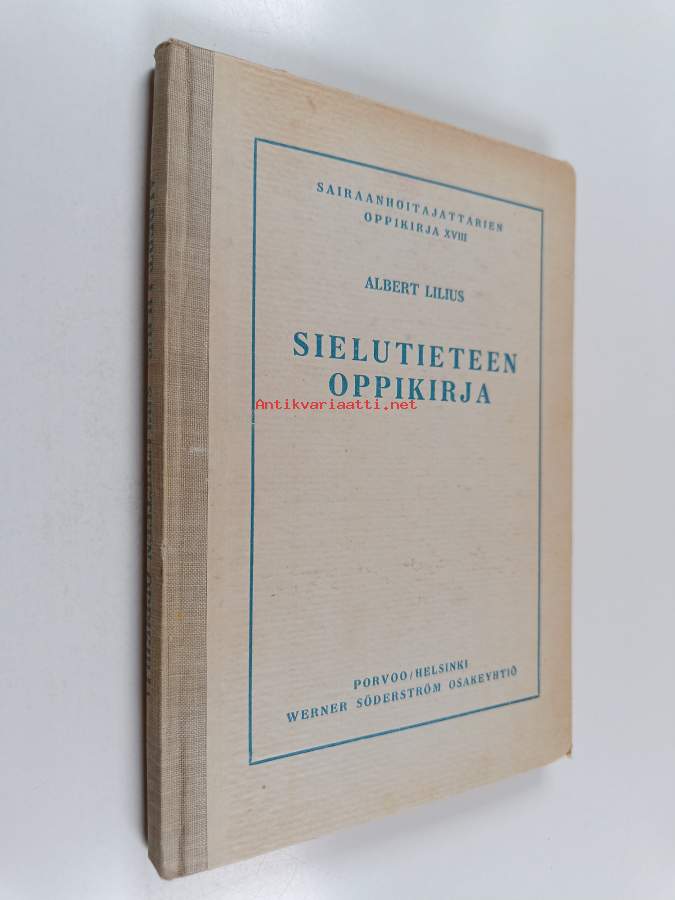 SAIRAANHOITAJATTARIEN
OPPIKIRJA XVIII
ALBERT LILIUS
SIELUTIETEEN
OPPIKIRJA
Antikvariaatti.net
PORVOO/HELSINKI
WERNER SÖDERSTRÖM OSAKEYHTIÖ